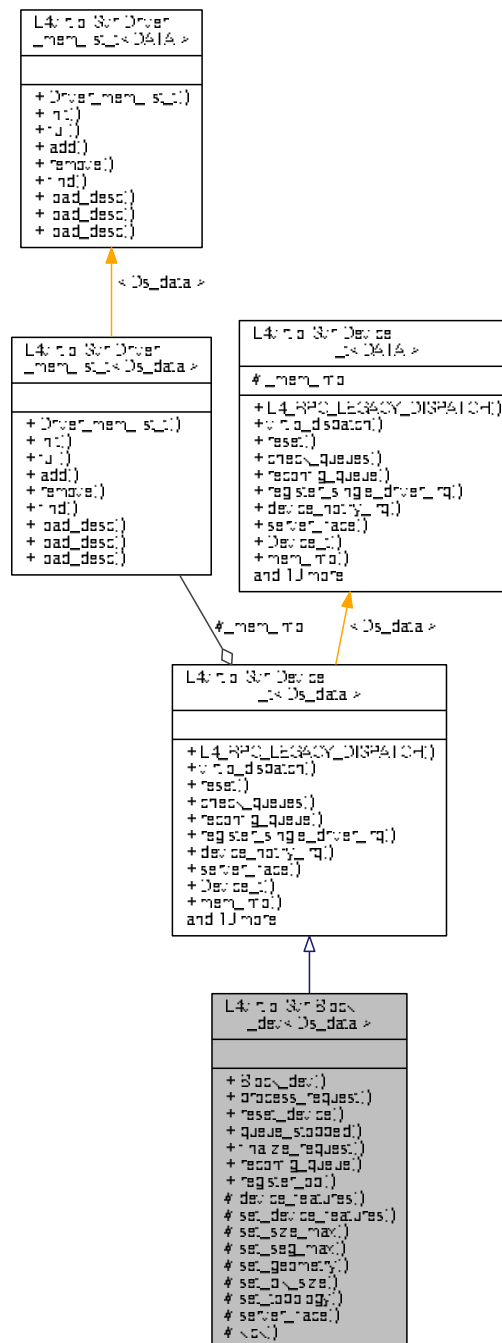 L4virtio::Svr::Driver
_mem_list_t< DATA >
+ Driver_mem_list_t()
+ init()
+ full()
+ add()
+ remove()
+ find()
+ load_desc()
+ load_desc()
+ load_desc()
< Ds_data >
L4virtio::Svr::Driver
_mem_list_t< Ds_data >
+ Driver_mem_list_t()
+ init()
+ full()
+ add()
+ remove()
+ find()
+ load_desc()
+ load_desc()
+ load_desc()
L4virtio::Svr::Device
_t< DATA >
# _mem_info
+ L4_RPC_LEGACY_DISPATCH()
+ virtio_dispatch()
+ reset()
+ check_queues()
+ reconfig_queue()
+ register_single_driver_irq()
+ device_notify_irq()
+ server_iface()
+ Device_t()
+ mem_info()
and 10 more
#_mem_info
< Ds_data >
L4virtio::Svr::Device
_t< Ds_data >
+ L4_RPC_LEGACY_DISPATCH()
+ virtio_dispatch()
+ reset()
+ check_queues()
+ reconfig_queue()
+ register_single_driver_irq()
+ device_notify_irq()
+ server_iface()
+ Device_t()
+ mem_info()
and 10 more
L4virtio::Svr::Block
_dev< Ds_data >
+ Block_dev()
+ process_request()
+ reset_device()
+ queue_stopped()
+ finalize_request()
+ reconfig_queue()
+ register_obj()
# device_features()
# set_device_features()
# set_size_max()
# set_seg_max()
# set_geometry()
# set_blk_size()
# set_topology()
# server_iface()